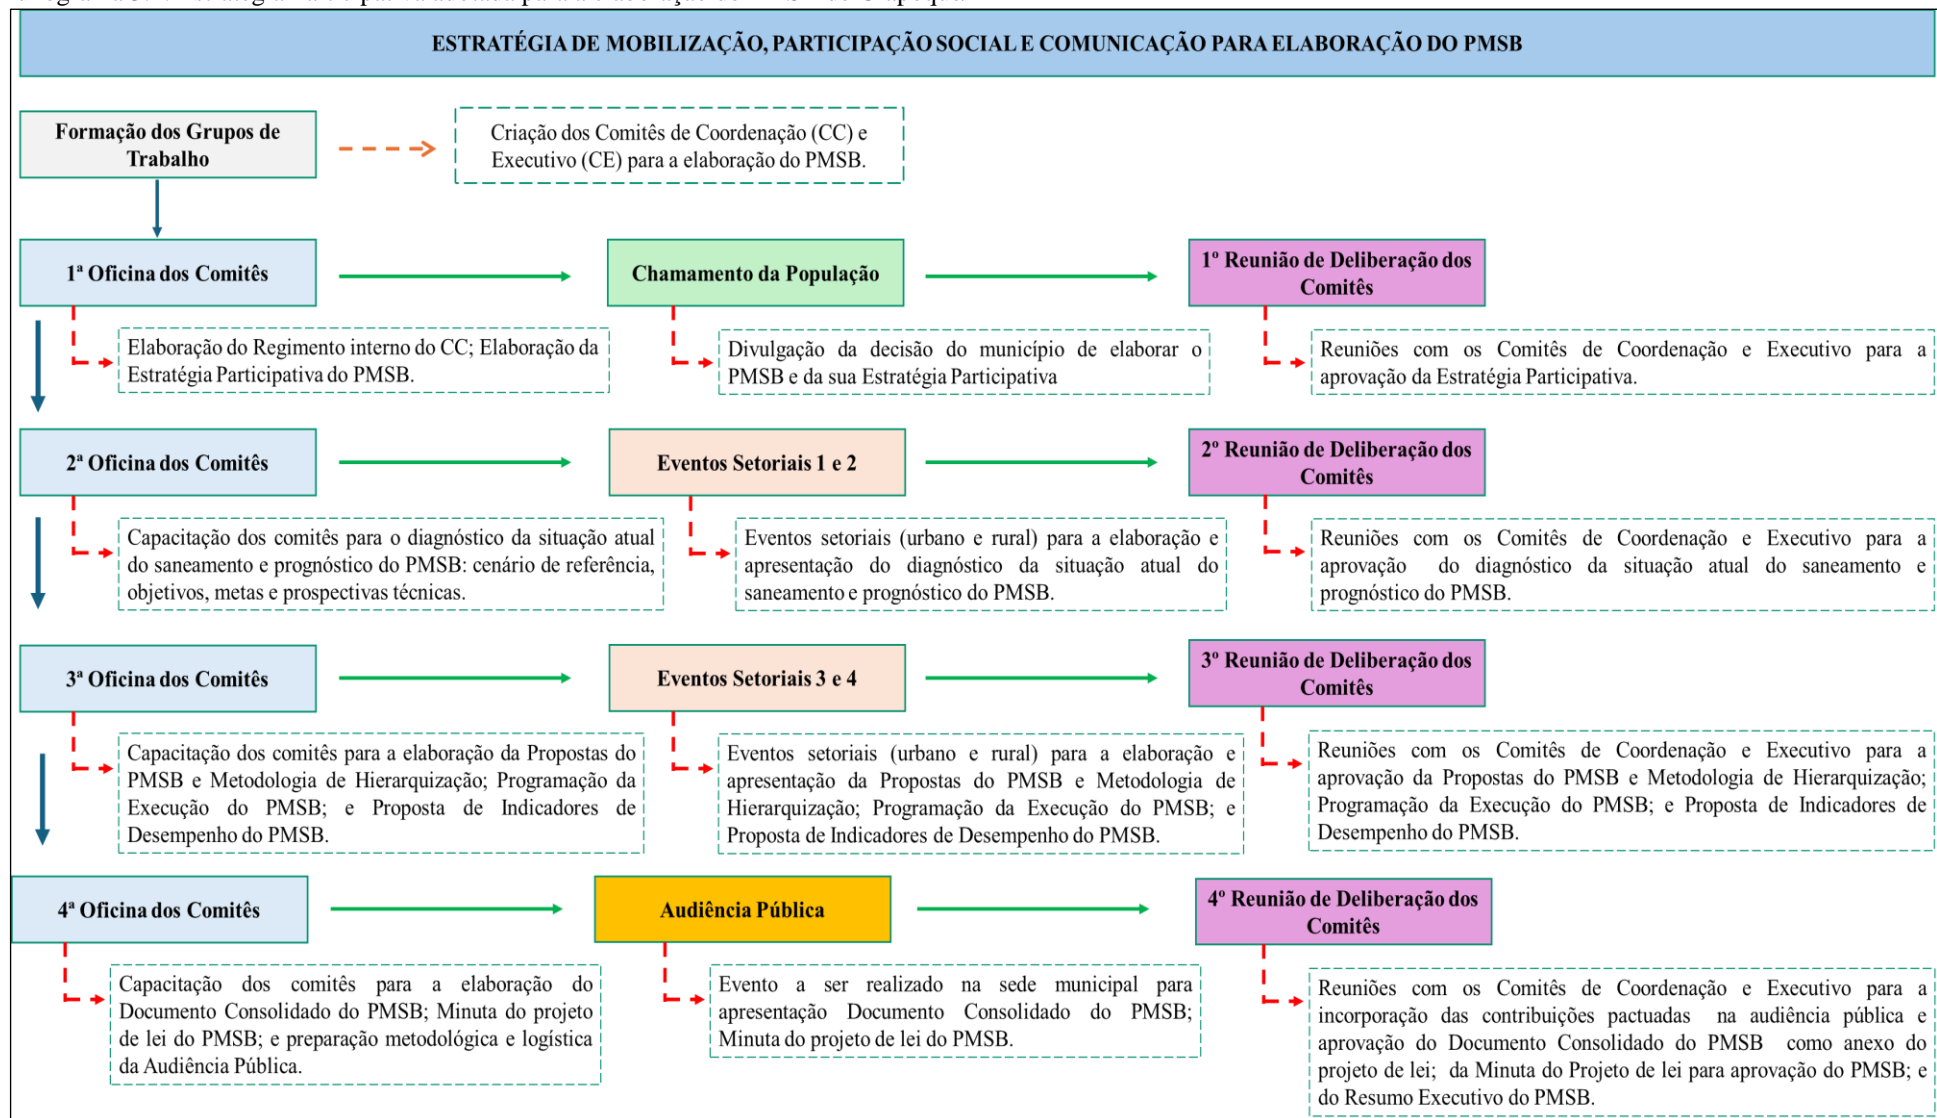 ESTRATÉGIA DE MOBILIZAÇÃO, PARTICIPAÇÃO SOCIAL E COMUNICAÇÃO PARA ELABORAÇÃO DO PMSB
Formação dos Grupos de
Trabalho
Criação dos Comitês de Coordenação (CC) e
Executivo (CE) para a elaboração do PMSB.
1ª Oficina dos Comitês
Chamamento da População
1º Reunião de Deliberação dos
Comitês
Elaboração do Regimento interno do CC; Elaboração da
Estratégia Participativa do PMSB.
Divulgação da decisão do município de elaborar o
PMSB e da sua Estratégia Participativa
Reuniões com os Comitês de Coordenação e Executivo para a
aprovação da Estratégia Participativa.
2ª Oficina dos Comitês
Eventos Setoriais 1 e 2
2º Reunião de Deliberação dos
Comitês
Capacitação dos comitês para o diagnóstico da situação atual
do saneamento e prognóstico do PMSB: cenário de referência,
objetivos, metas e prospectivas técnicas.
Eventos setoriais (urbano e rural) para a elaboração e
apresentação do diagnóstico da situação atual do
saneamento e prognóstico do PMSB.
Reuniões com os Comitês de Coordenação e Executivo para a
aprovação do diagnóstico da situação atual do saneamento e
prognóstico do PMSB.
3ª Oficina dos Comitês
Eventos Setoriais 3 e 4
3º Reunião de Deliberação dos
Comitês
Capacitação dos comitês para a elaboração da Propostas do
PMSB e Metodologia de Hierarquização; Programação da
Execução do PMSB; e Proposta de Indicadores de
Desempenho do PMSB.
Eventos setoriais (urbano e rural) para a elaboração e
apresentação da Propostas do PMSB e Metodologia de
Hierarquização; Programação da Execução do PMSB; e
Proposta de Indicadores de Desempenho do PMSB.
Reuniões com os Comitês de Coordenação e Executivo para a
aprovação da Propostas do PMSB e Metodologia de Hierarquização;
Programação da Execução do PMSB; e Proposta de Indicadores de
Desempenho do PMSB.
4ª Oficina dos Comitês
Audiência Pública
4º Reunião de Deliberação dos
Comitês
Capacitação dos comitês para a elaboração do
Documento Consolidado do PMSB; Minuta do projeto
de lei do PMSB; e preparação metodológica e logística
da Audiência Pública.
Evento a ser realizado na sede municipal para
apresentação Documento Consolidado do PMSB;
Minuta do projeto de lei do PMSB.
Reuniões com os Comitês de Coordenação e Executivo para a
incorporação das contribuições pactuadas na audiência pública e
aprovação do Documento Consolidado do PMSB como anexo do
projeto de lei; da Minuta do Projeto de lei para aprovação do PMSB; e
do Resumo Executivo do PMSB.